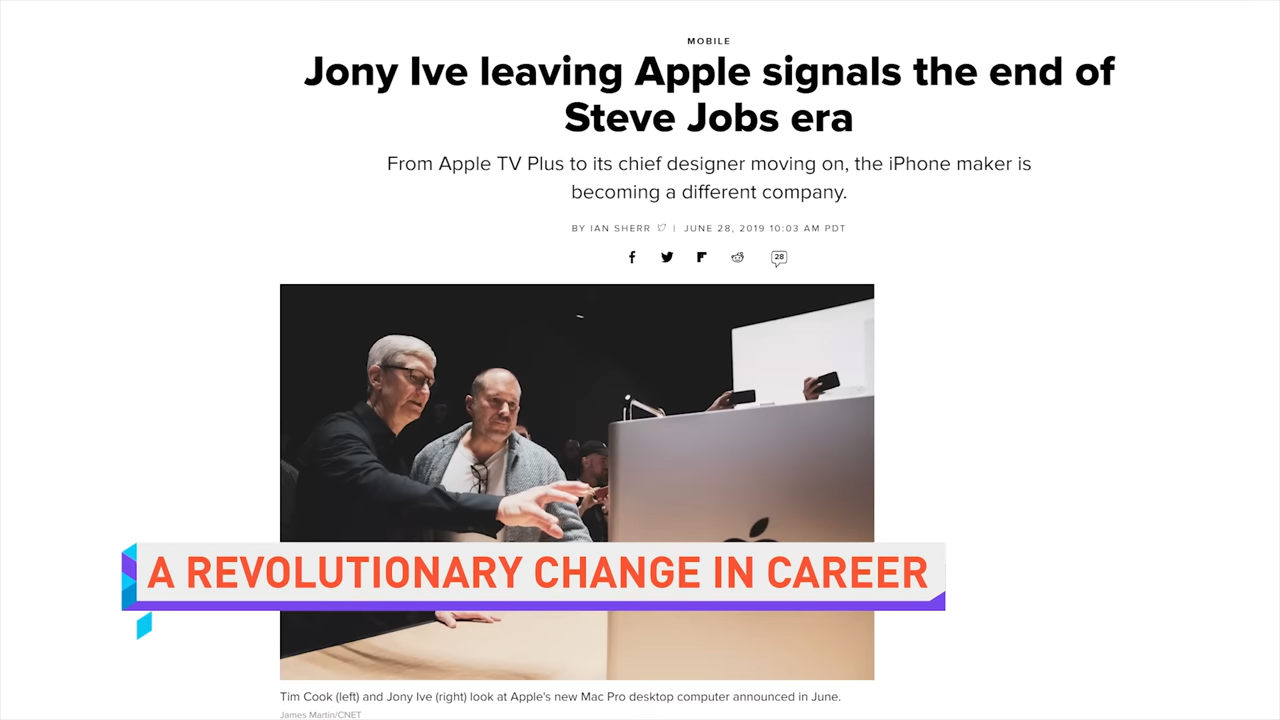 MOBILE
Jony Ive leaving Apple signals the end of
Steve Jobs era
From Apple TV Plus to its chief designer moving on, the iPhone maker is
becoming a different company.
BY IAN SHERR | JUNE 28, 2019 10:03 AM PDT
28
A REVOLUTIONARY CHANGE IN CAREER
Tim Cook (left) and Jony Ive (right) look at Apple's new Mac Pro desktop computer announced in June.
James Martin/CNET